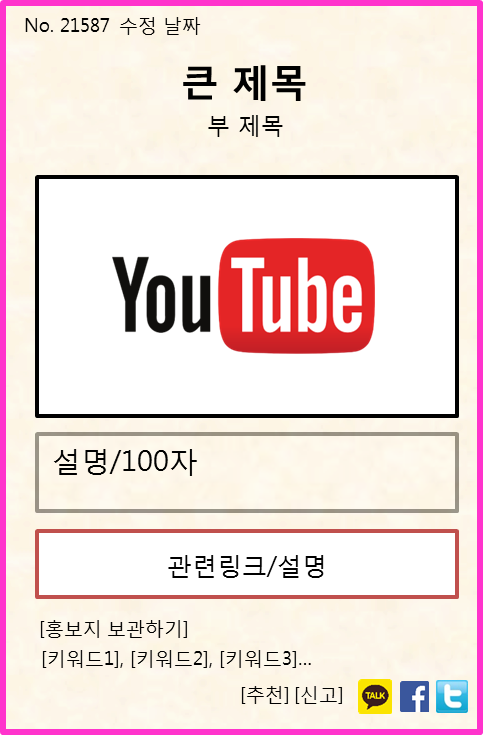 No. 21587 수정 날짜
큰 제목
부 제목
YouTube
설명/100자
관련링크/설명
[홍보지 보관하기]
[키워드1], [키워드2], [키워드3]...
[추천] [신고] TALK f t